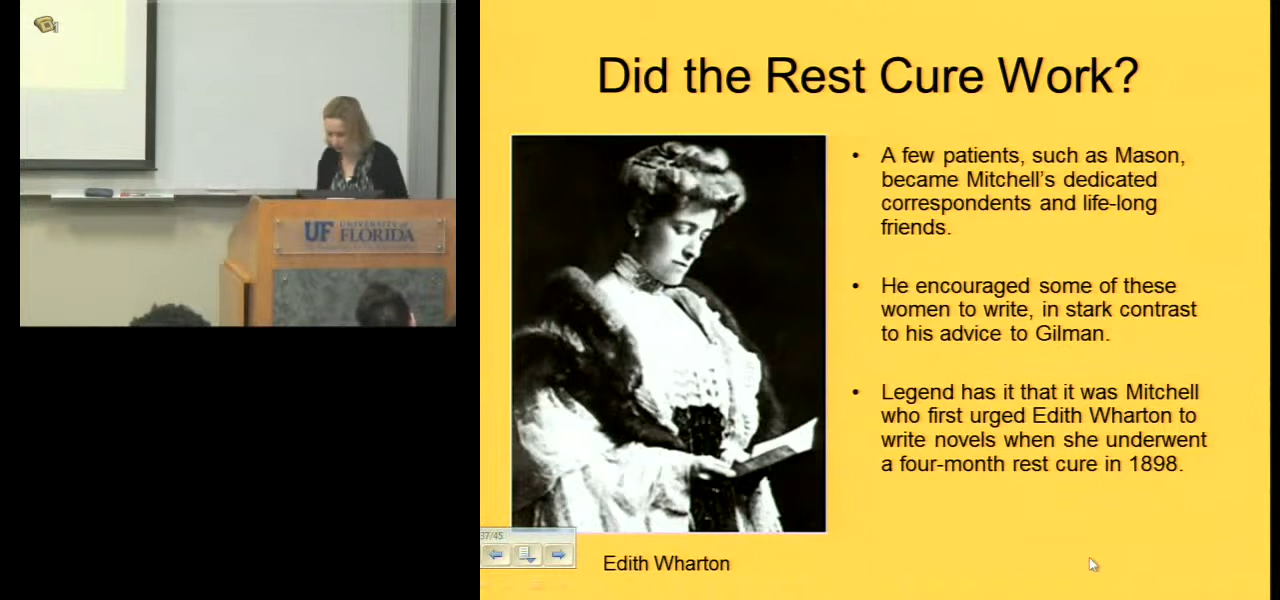 UF UNIVERSITY of
FLORIDA
Did the Rest Cure Work?
• A few patients, such as Mason,
became Mitchell’s dedicated
correspondents and life-long
friends.
• He encouraged some of these
women to write, in stark contrast
to his advice to Gilman.
• Legend has it that it was Mitchell
who first urged Edith Wharton to
write novels when she underwent
a four-month rest cure in 1898.
37/45
Edith Wharton